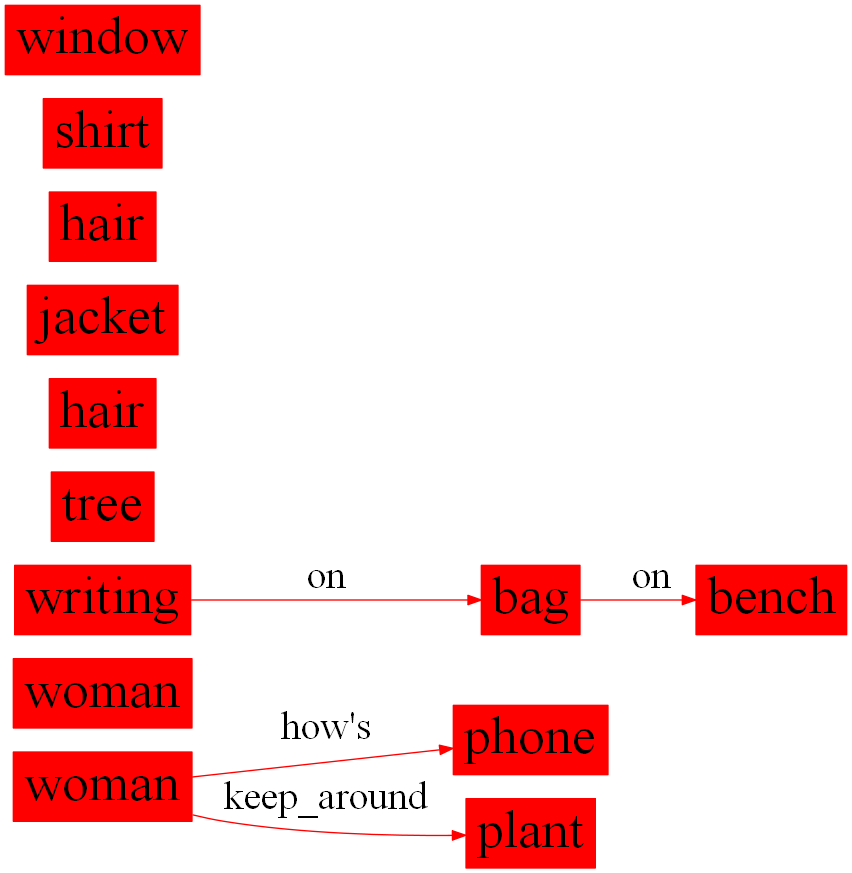 window
shirt
hair
jacket
hair
tree
writing on bag on bench
woman
woman how's phone
keep_around plant